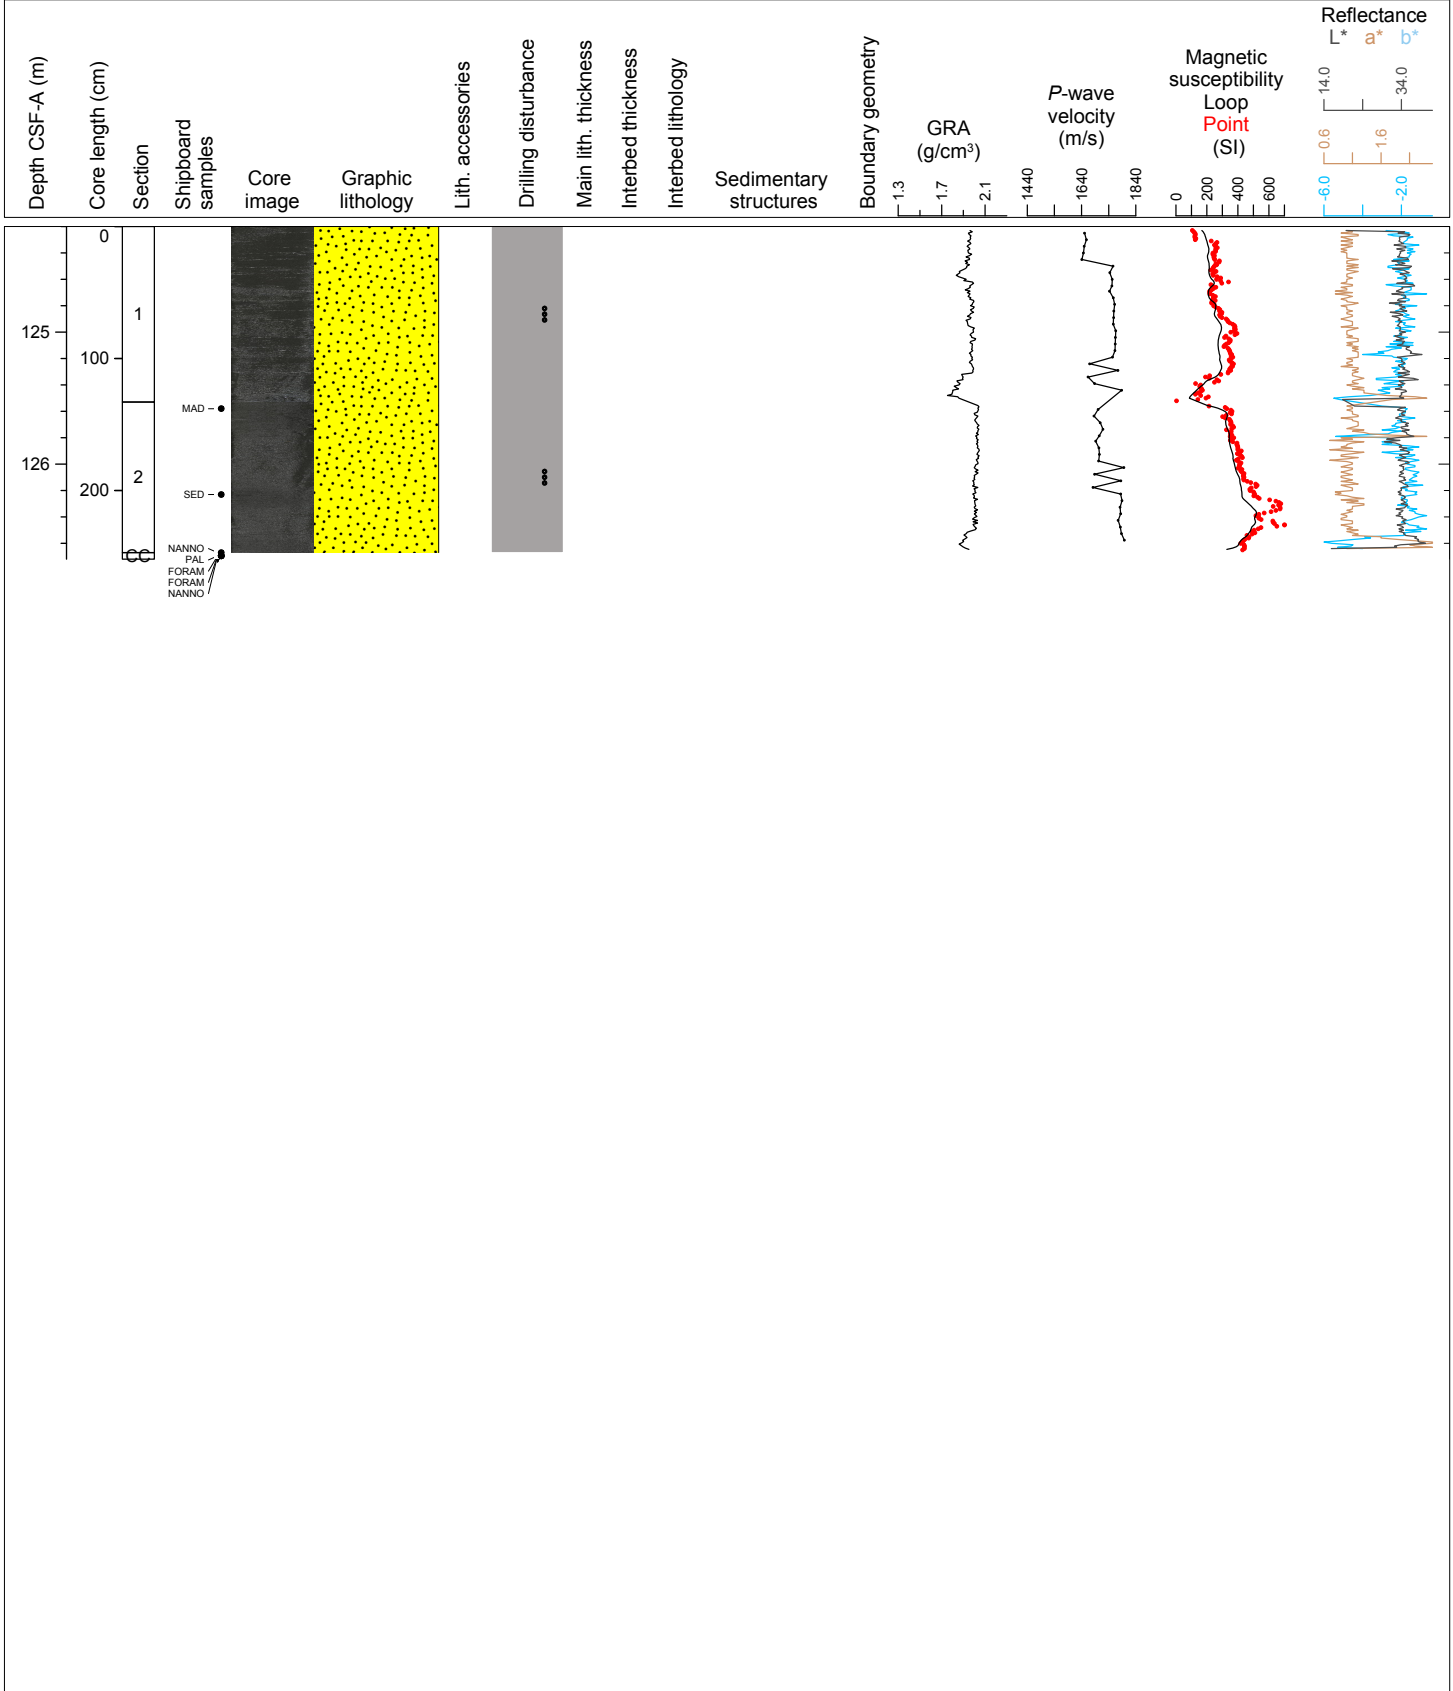 Depth CSF-A (m)
Core length (cm)
Section
Shipboard
samples
Core
image
Graphic
lithology
Lith. accessories
Drilling disturbance
Main lith. thickness
Interbed thickness
Interbed lithology
Sedimentary
structures
Boundary geometry
GRA
(g/cm³)
1.3
1.7
2.1
P-wave
velocity
(m/s)
1440
1640
1840
Magnetic
susceptibility
Loop
Point
(SI)
0
200
400
600
Reflectance
L* a* b*
14.0
34.0
0.6
1.6
-6.0
-2.0
0
1
125
100
MAD
126
2
200
SED
NANNO
CC
PAL
FORAM
FORAM
NANNO